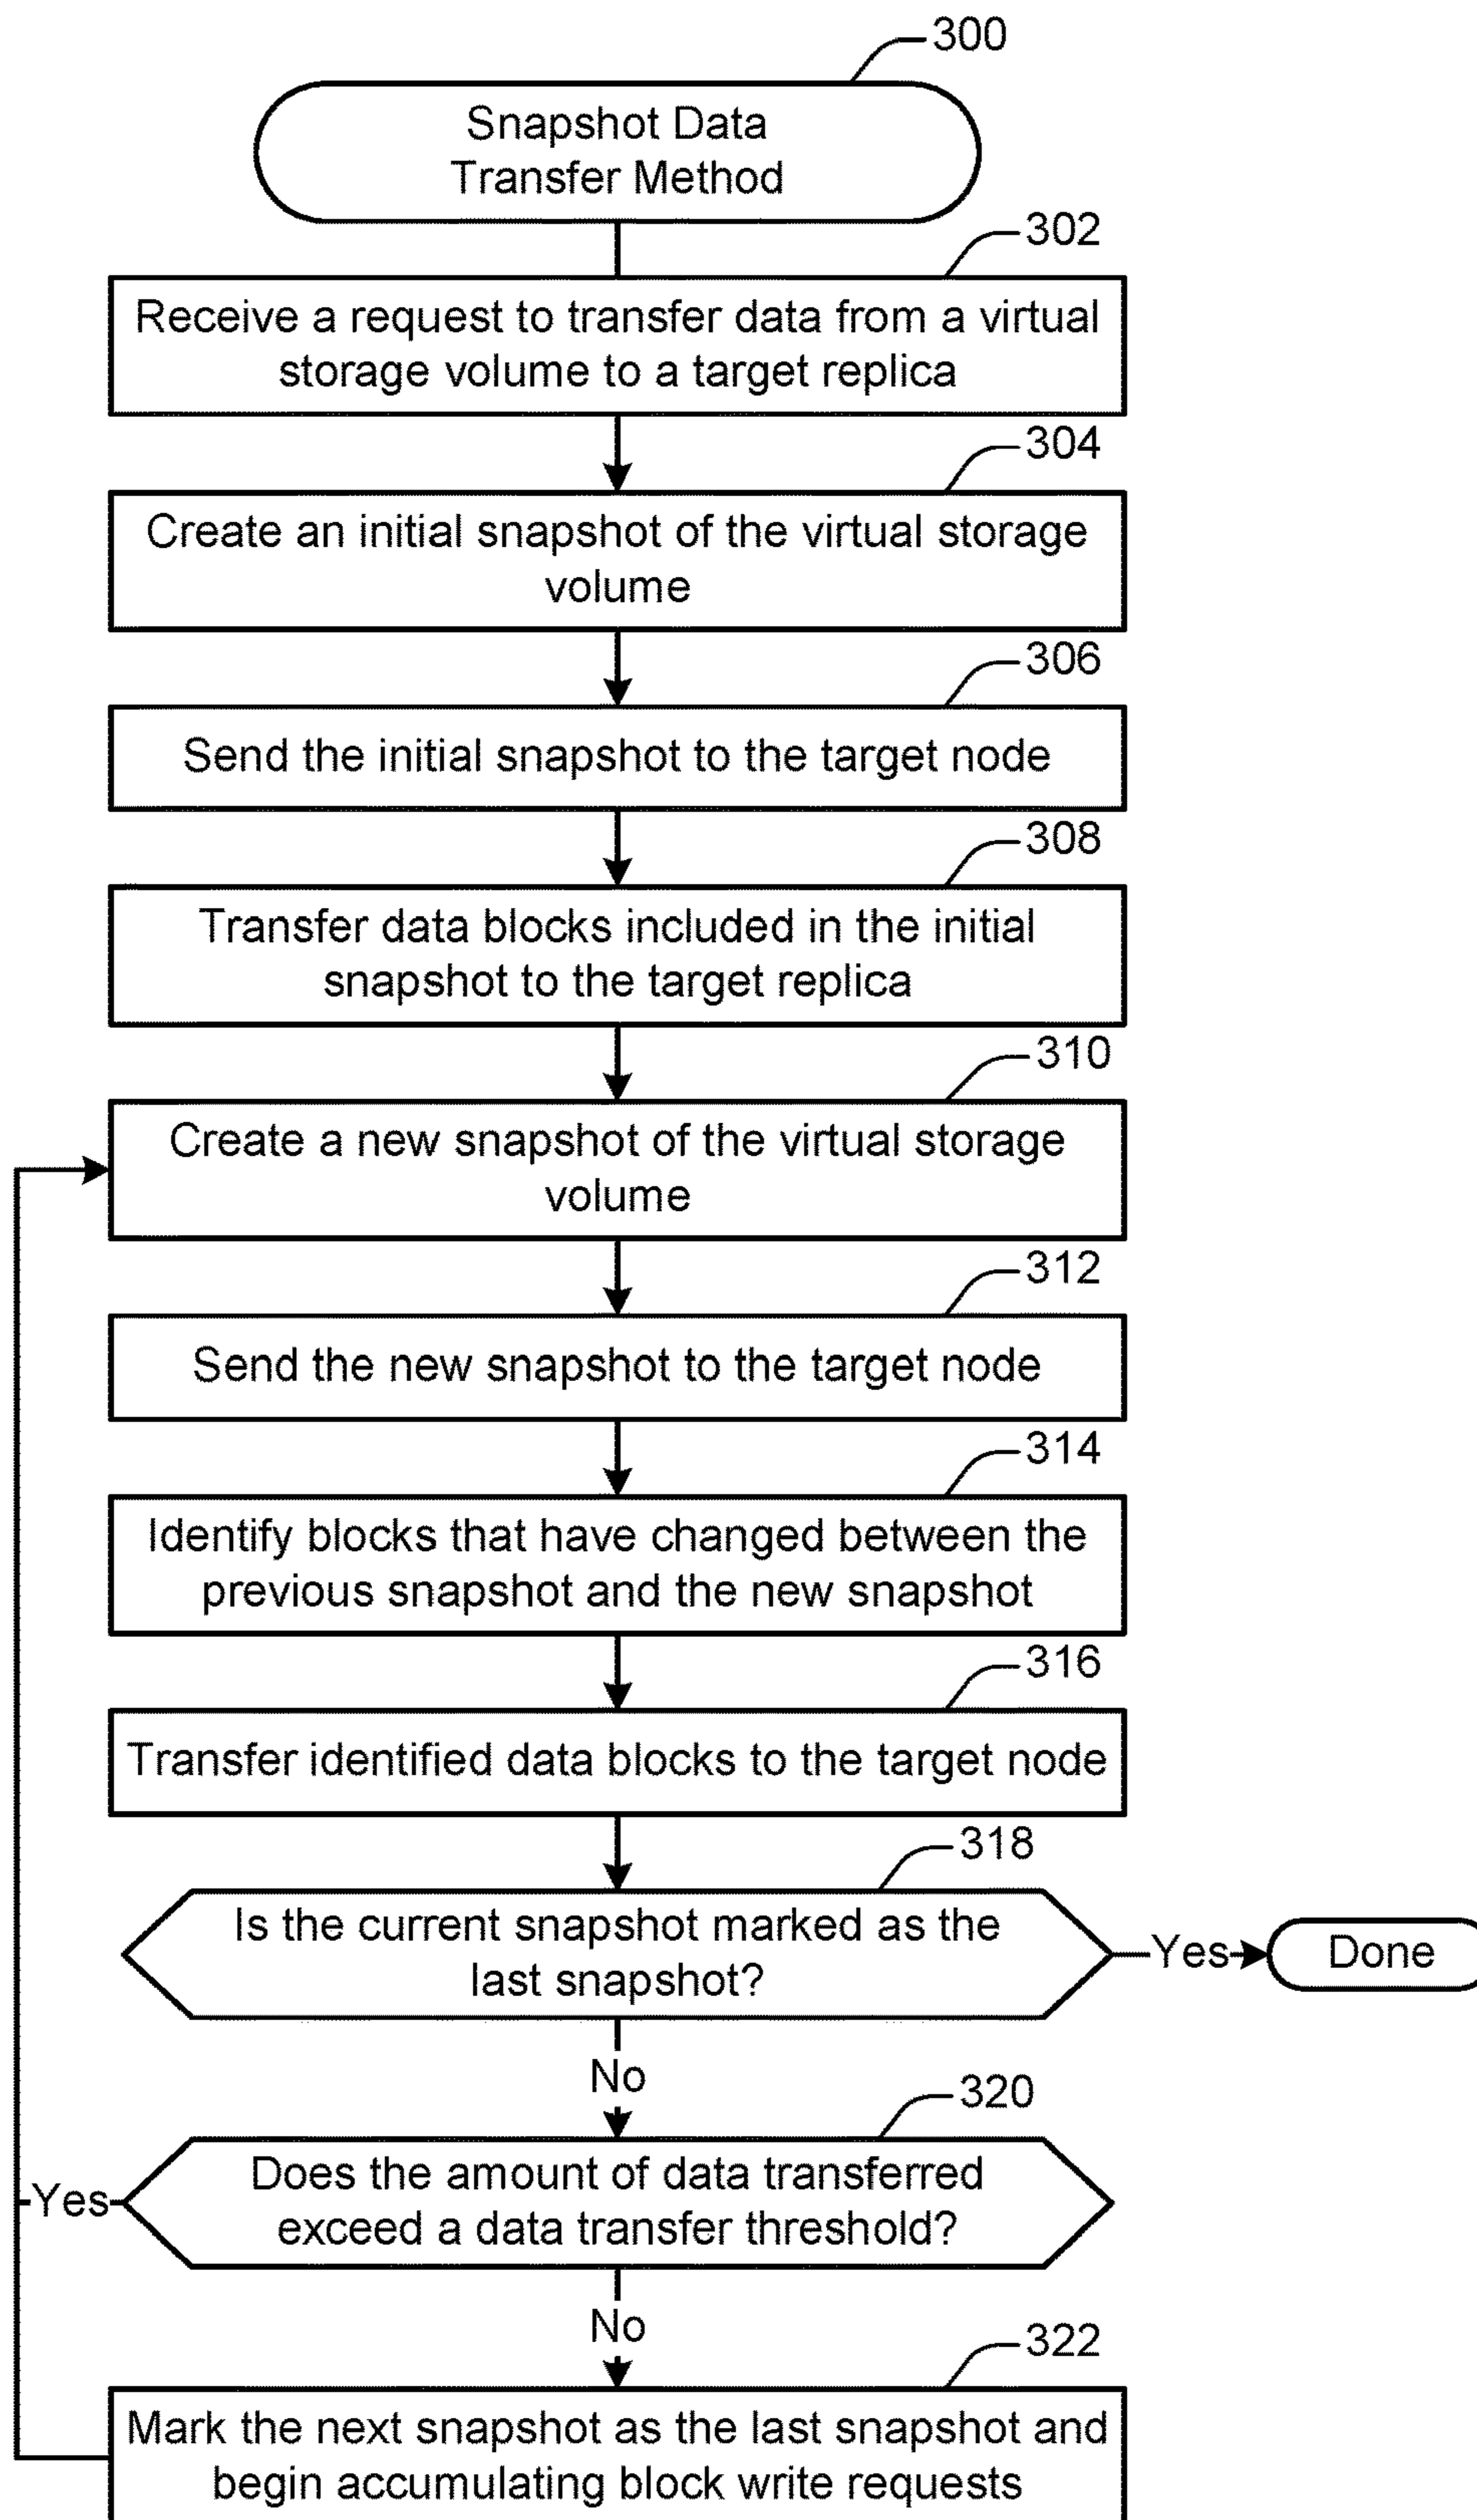 300
Snapshot Data
Transfer Method
302
Receive a request to transfer data from a virtual
storage volume to a target replica
304
Create an initial snapshot of the virtual storage
volume
306
Send the initial snapshot to the target node
308
Transfer data blocks included in the initial
snapshot to the target replica
310
Create a new snapshot of the virtual storage
volume
312
Send the new snapshot to the target node
314
Identify blocks that have changed between the
previous snapshot and the new snapshot
316
Transfer identified data blocks to the target node
318
Is the current snapshot marked as the
last snapshot?
Yes
Done
No
320
Does the amount of data transferred
exceed a data transfer threshold?
Yes
No
322
Mark the next snapshot as the last snapshot and
begin accumulating block write requests